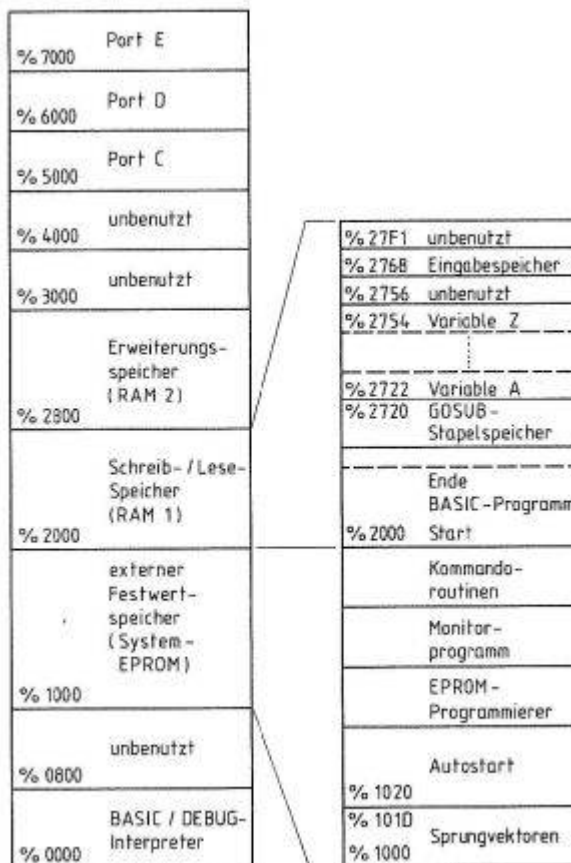 Port E
% 7000
Port D
% 6000
Port C
% 5000
unbenutzt
% 4000
unbenutzt
% 3000
Erweiterungs-
speicher
(RAM 2)
% 2800
Schreib-/Lese-
Speicher
(RAM 1)
% 2000
externer
Festwert-
speicher
(System-
EPROM)
% 1000
unbenutzt
% 0800
BASIC / DEBUG-
Interpreter
% 0000
% 27F1 unbenutzt
% 276B Eingabespeicher
% 2756 unbenutzt
% 2754 Variable Z
% 2722 Variable A
% 2720 GOSUB-
Stapelspeicher
Ende
BASIC-Programm
% 2000 Start
Kommando-
routinen
Monitor-
programm
EPROM-
Programmierer
Autostart
% 1020
% 101D
Sprungvektoren
% 1000